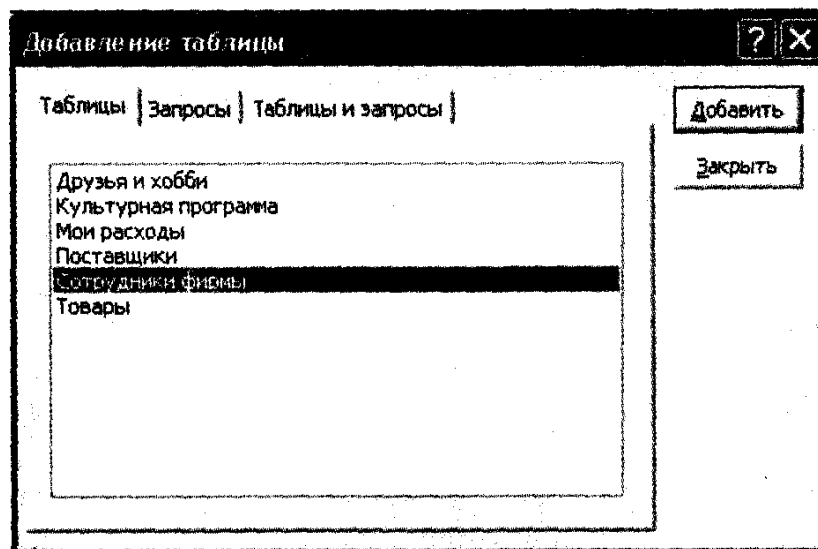 Добавление таблицы
Таблицы Запросы Таблицы и запросы
Добавить
Закрыть
Друзья и хобби
Культурная программа
Мои расходы
Поставщики
Сотрудники фирмы
Товары